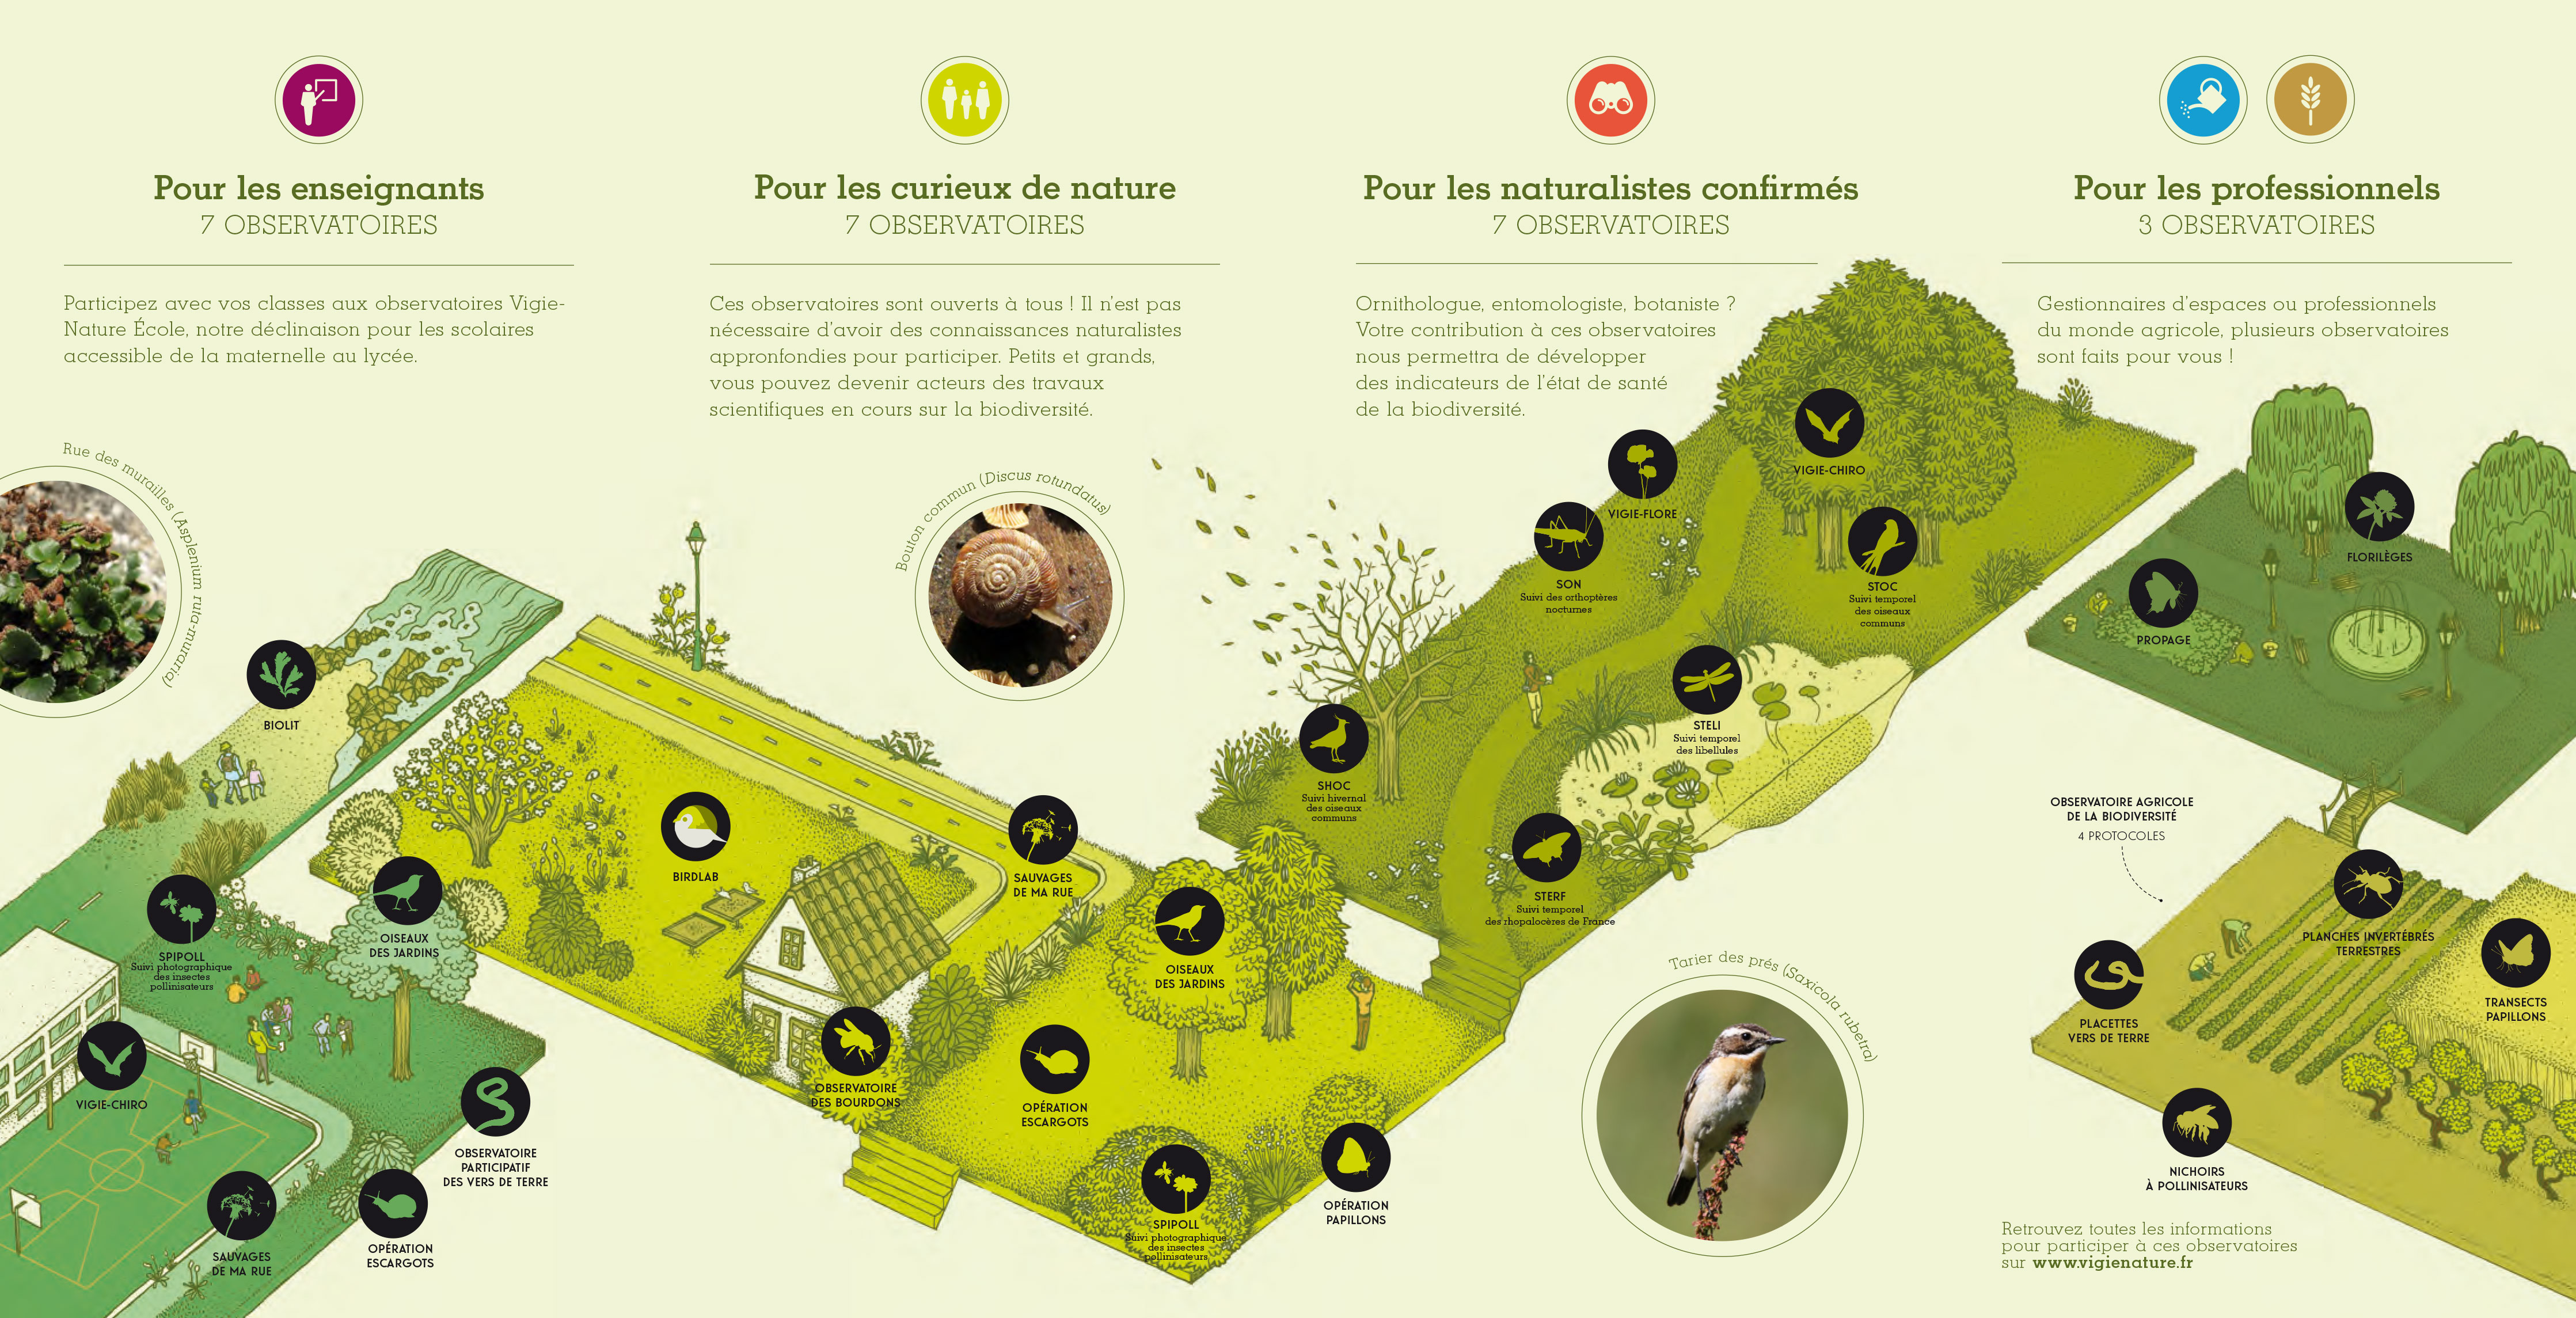 Pour les enseignants
7 OBSERVATOIRES
Participez avec vos classes aux observatoires Vigie-
Nature École, notre déclinaison pour les scolaires
accessible de la maternelle au lycée.
Rue des murailles (Asplenium ruta-muraria)
BIOLIT
SPIPOLL
Suivi photographique
des insectes
pollinisateurs
OISEAUX
DES JARDINS
VIGIE-CHIRO
OBSERVATOIRE
PARTICIPATIF
DES VERS DE TERRE
SAUVAGES
DE MA RUE
OPÉRATION
ESCARGOTS
Pour les curieux de nature
7 OBSERVATOIRES
Ces observatoires sont ouverts à tous ! Il n'est pas
nécessaire d'avoir des connaissances naturalistes
appronfondies pour participer. Petits et grands,
vous pouvez devenir acteurs des travaux
scientifiques en cours sur la biodiversité.
Bouton commun (Discus rotundatus)
BIRDLAB
SAUVAGES
DE MA RUE
OISEAUX
DES JARDINS
OBSERVATOIRE
DES BOURDONS
OPÉRATION
ESCARGOTS
SPIPOLL
Suivi photographique
des insectes
pollinisateurs
OPÉRATION
PAPILLONS
Pour les naturalistes confirmés
7 OBSERVATOIRES
Ornithologue, entomologiste, botaniste ?
Votre contribution à ces observatoires
nous permettra de développer
des indicateurs de l'état de santé
de la biodiversité.
VIGIE-CHIRO
VIGIE-FLORE
SON
Suivi des orthoptères
nocturnes
STOC
Suivi temporel
des oiseaux
communs
STELI
Suivi temporel
des libellules
SHOC
Suivi hivernal
des oiseaux
communs
STERF
Suivi temporel
des rhopalocères de France
Tarier des prés (Saxicola rubetra)
Pour les professionnels
3 OBSERVATOIRES
Gestionnaires d'espaces ou professionnels
du monde agricole, plusieurs observatoires
sont faits pour vous !
FLORILÈGES
PROPAGE
OBSERVATOIRE AGRICOLE
DE LA BIODIVERSITÉ
4 PROTOCOLES
PLANCHES INVERTÉBRÉS
TERRESTRES
TRANSECTS
PAPILLONS
PLACETTES
VERS DE TERRE
NICHOIRS
À POLLINISATEURS
Retrouvez toutes les informations
pour participer à ces observatoires
sur www.vigienature.fr